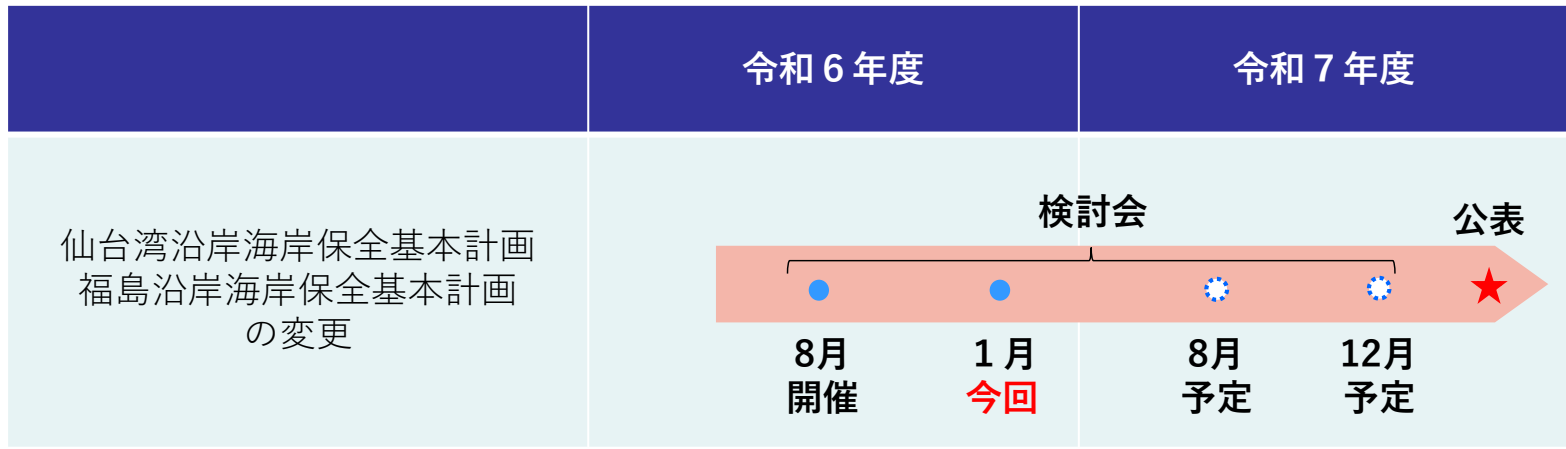 令和６年度
令和７年度
仙台湾沿岸海岸保全基本計画
福島沿岸海岸保全基本計画
の変更
検討会
公表
8月
開催
１月
今回
8月
予定
12月
予定